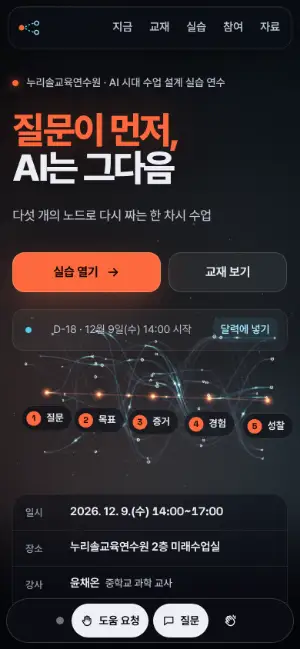 지금 교재 실습 참여 자료
누리솔교육연수원 · AI 시대 수업 설계 실습 연수
질문이 먼저,
AI는 그다음
다섯 개의 노드로 다시 짜는 한 차시 수업
실습 열기 → 교재 보기
D-18 · 12월 9일(수) 14:00 시작 달력에 넣기
1 질문 2 목표 3 증거 4 경험 5 성찰
일시 2026. 12. 9.(수) 14:00~17:00
장소 누리솔교육연수원 2층 미래수업실
강사 윤채온 중학교 과학 교사
도움 요청 질문